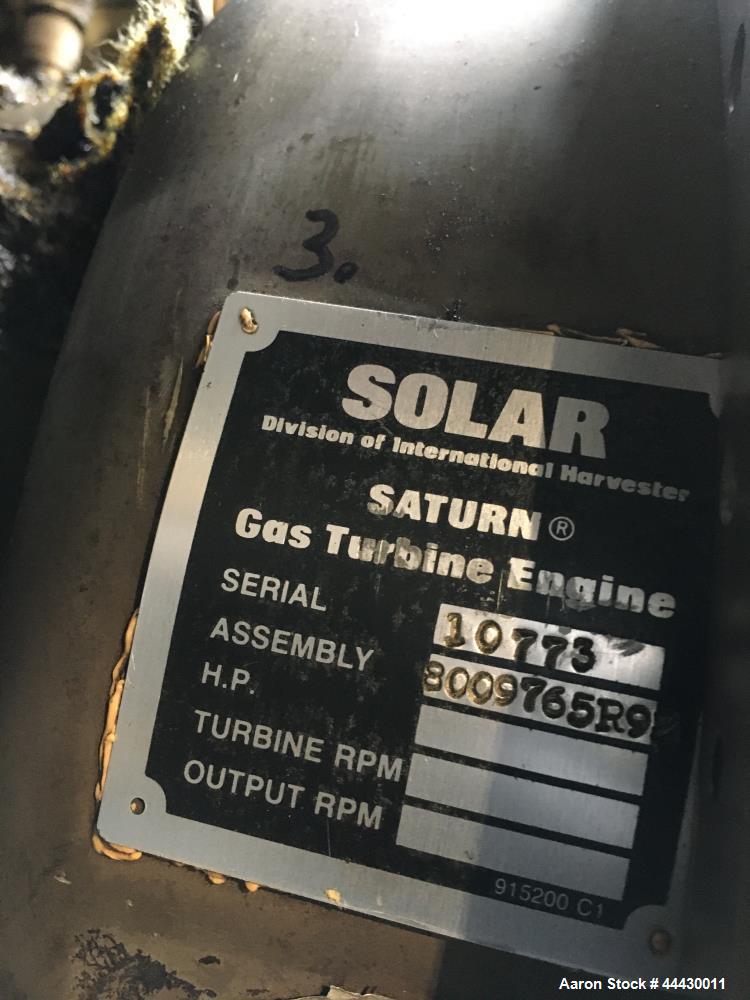 3.
SOLAR
Division of International Harvester
SATURN®
Gas Turbine Engine
SERIAL 10773
ASSEMBLY
H.P.
TURBINE RPM
OUTPUT RPM
915200 C1
Aaron Stock # 44430011